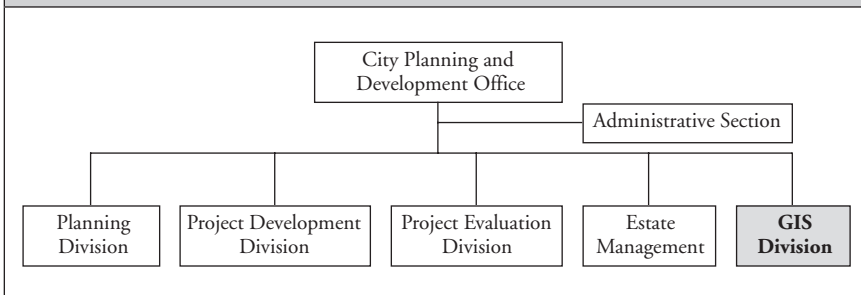 City Planning and
Development Office
Administrative Section
Planning
Division
Project Development
Division
Project Evaluation
Division
Estate
Management
GIS
Division